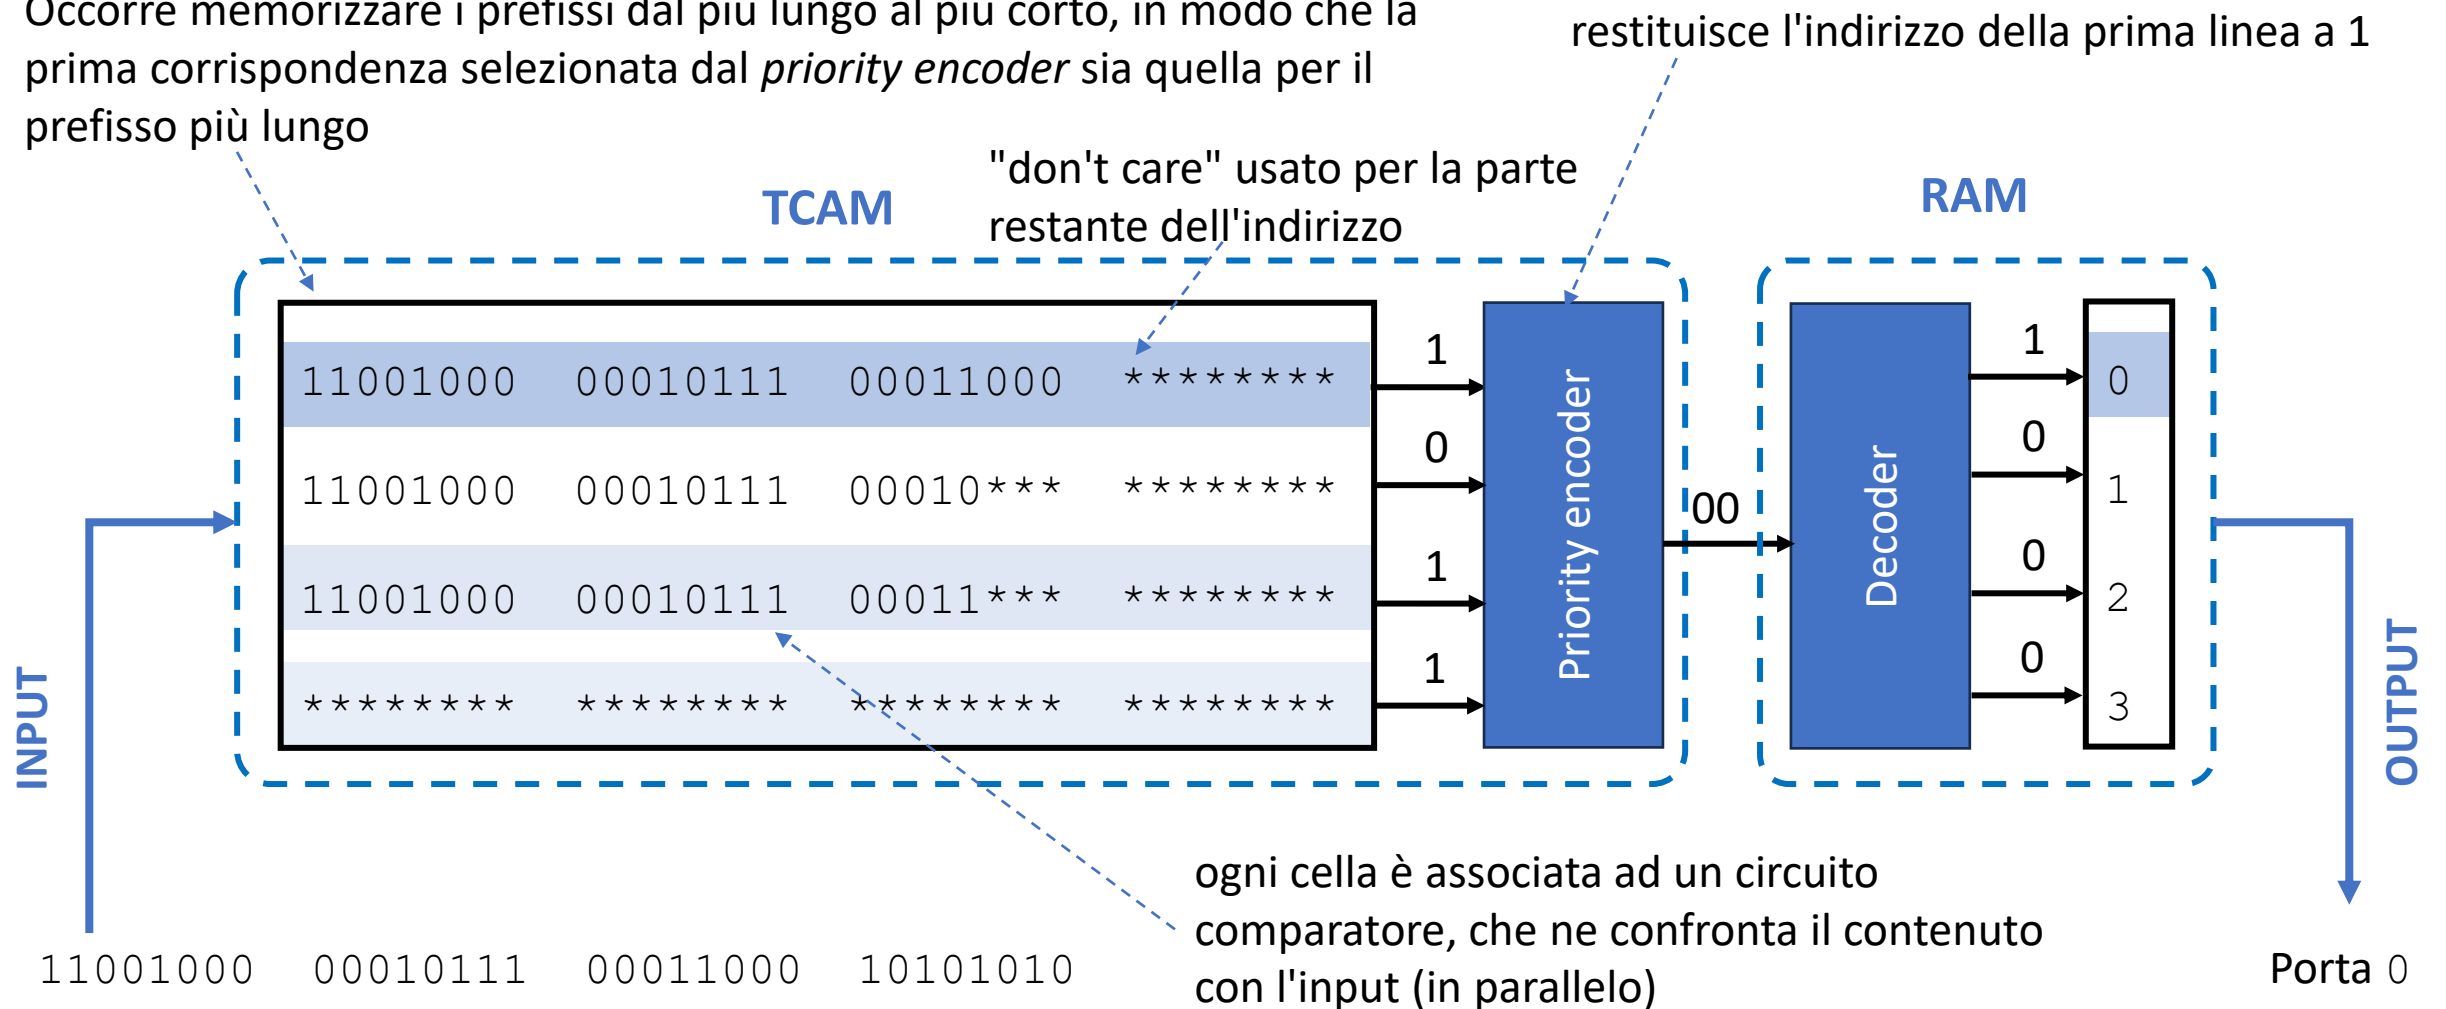 Occorre memorizzare i prefissi dal più lungo al più corto, in modo che la
prima corrispondenza selezionata dal priority encoder sia quella per il
prefisso più lungo
restituisce l'indirizzo della prima linea a 1
"don't care" usato per la parte
restante dell'indirizzo
TCAM
RAM
11001000 00010111 00011000 ********
11001000 00010111 00010*** ********
11001000 00010111 00011*** ********
******** ******** ******** ********
1
0
1
1
Priority encoder
00
Decoder
1
0
0
0
0
1
2
3
INPUT
OUTPUT
ogni cella è associata ad un circuito
comparatore, che ne confronta il contenuto
con l'input (in parallelo)
11001000 00010111 00011000 10101010
Porta 0